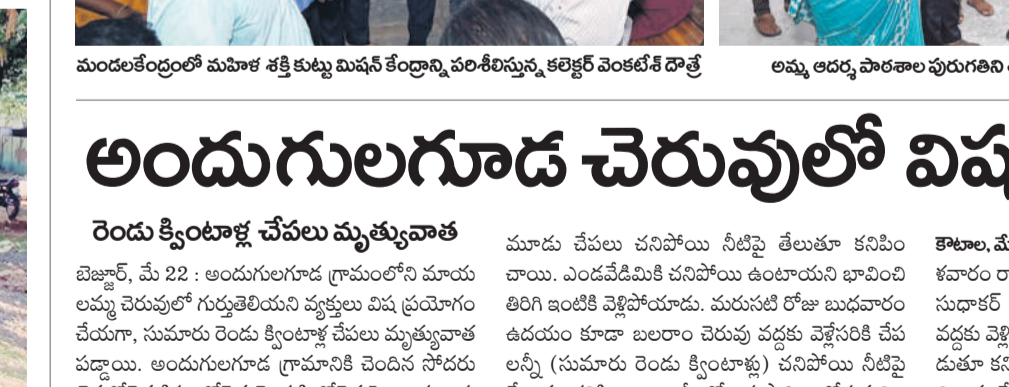 మండలకేంద్రంలో మహిళ శక్తి కుట్టు మిషన్ కేంద్రాన్ని పరిశీలిస్తున్న కలెక్టర్ వెంకటేశ్ దౌత్రే
అమ్మ ఆదర్శ పాఠశాల పురుగతిని
అందుగులగూడ చెరువులో విష
రెండు క్వింటాళ్ల చేపలు మృత్యువాత
బెజ్జూర్, మే 22 : అందుగులగూడ గ్రామంలోని మాయ
లమ్మ చెరువులో గుర్తుతెలియని వ్యక్తులు విష ప్రయోగం
చేయగా, సుమారు రెండు క్వింటాళ్ల చేపలు మృత్యువాత
పడ్డాయి. అందుగులగూడ గ్రామానికి చెందిన సోదరు
మూడు చేపలు చనిపోయి నీటిపై తేలుతూ కనిపిం
చాయి. ఎండవేడిమికి చనిపోయి ఉంటాయని భావించి
తిరిగి ఇంటికి వెళ్లిపోయాడు. మరుసటి రోజు బుధవారం
ఉదయం కూడా బలరాం చెరువు వద్దకు వెళ్లేసరికి చేప
లన్నీ (సుమారు రెండు క్వింటాళ్లు) చనిపోయి నీటిపై
కౌటాల, మే
ళవారం రా
సుధాకర్
వద్దకు వెళ్లి
డుతూ కని